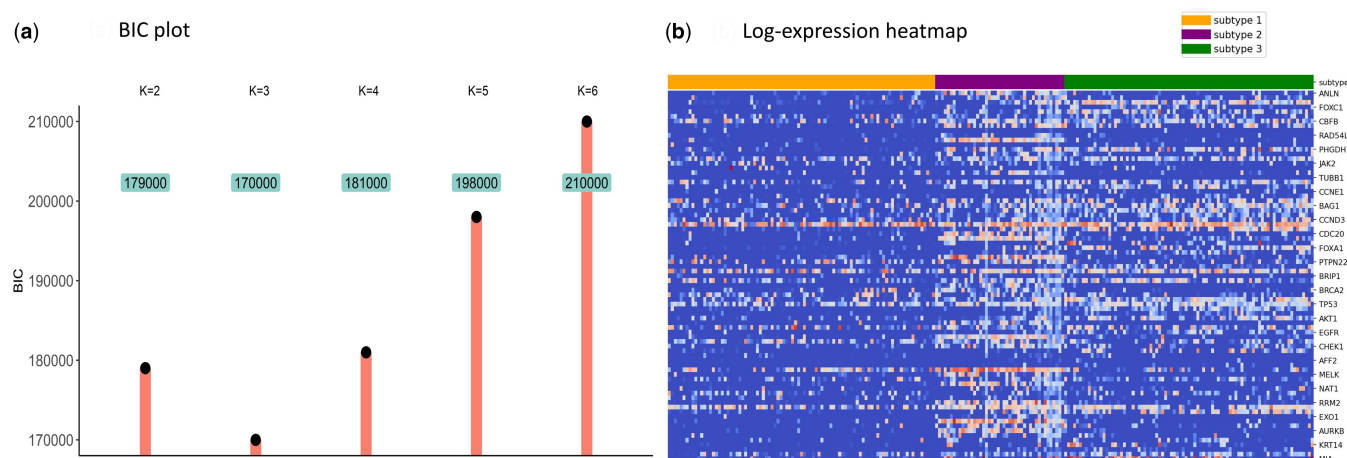 (a) BIC plot
K=2 K=3 K=4 K=5 K=6
210000
200000
190000
180000
170000
BIC
179000 170000 181000 198000 210000
(b) Log-expression heatmap
subtype 1
subtype 2
subtype 3
subtype
ANLN
FOXC1
CBFB
RAD54L
PHGDH
JAK2
TUBB1
CCNE1
BAG1
CCND3
CDC20
FOXA1
PTPN22
BRIP1
BRCA2
TP53
AKT1
EGFR
CHEK1
AFF2
MELK
NAT1
RRM2
EXO1
AURKB
KRT14